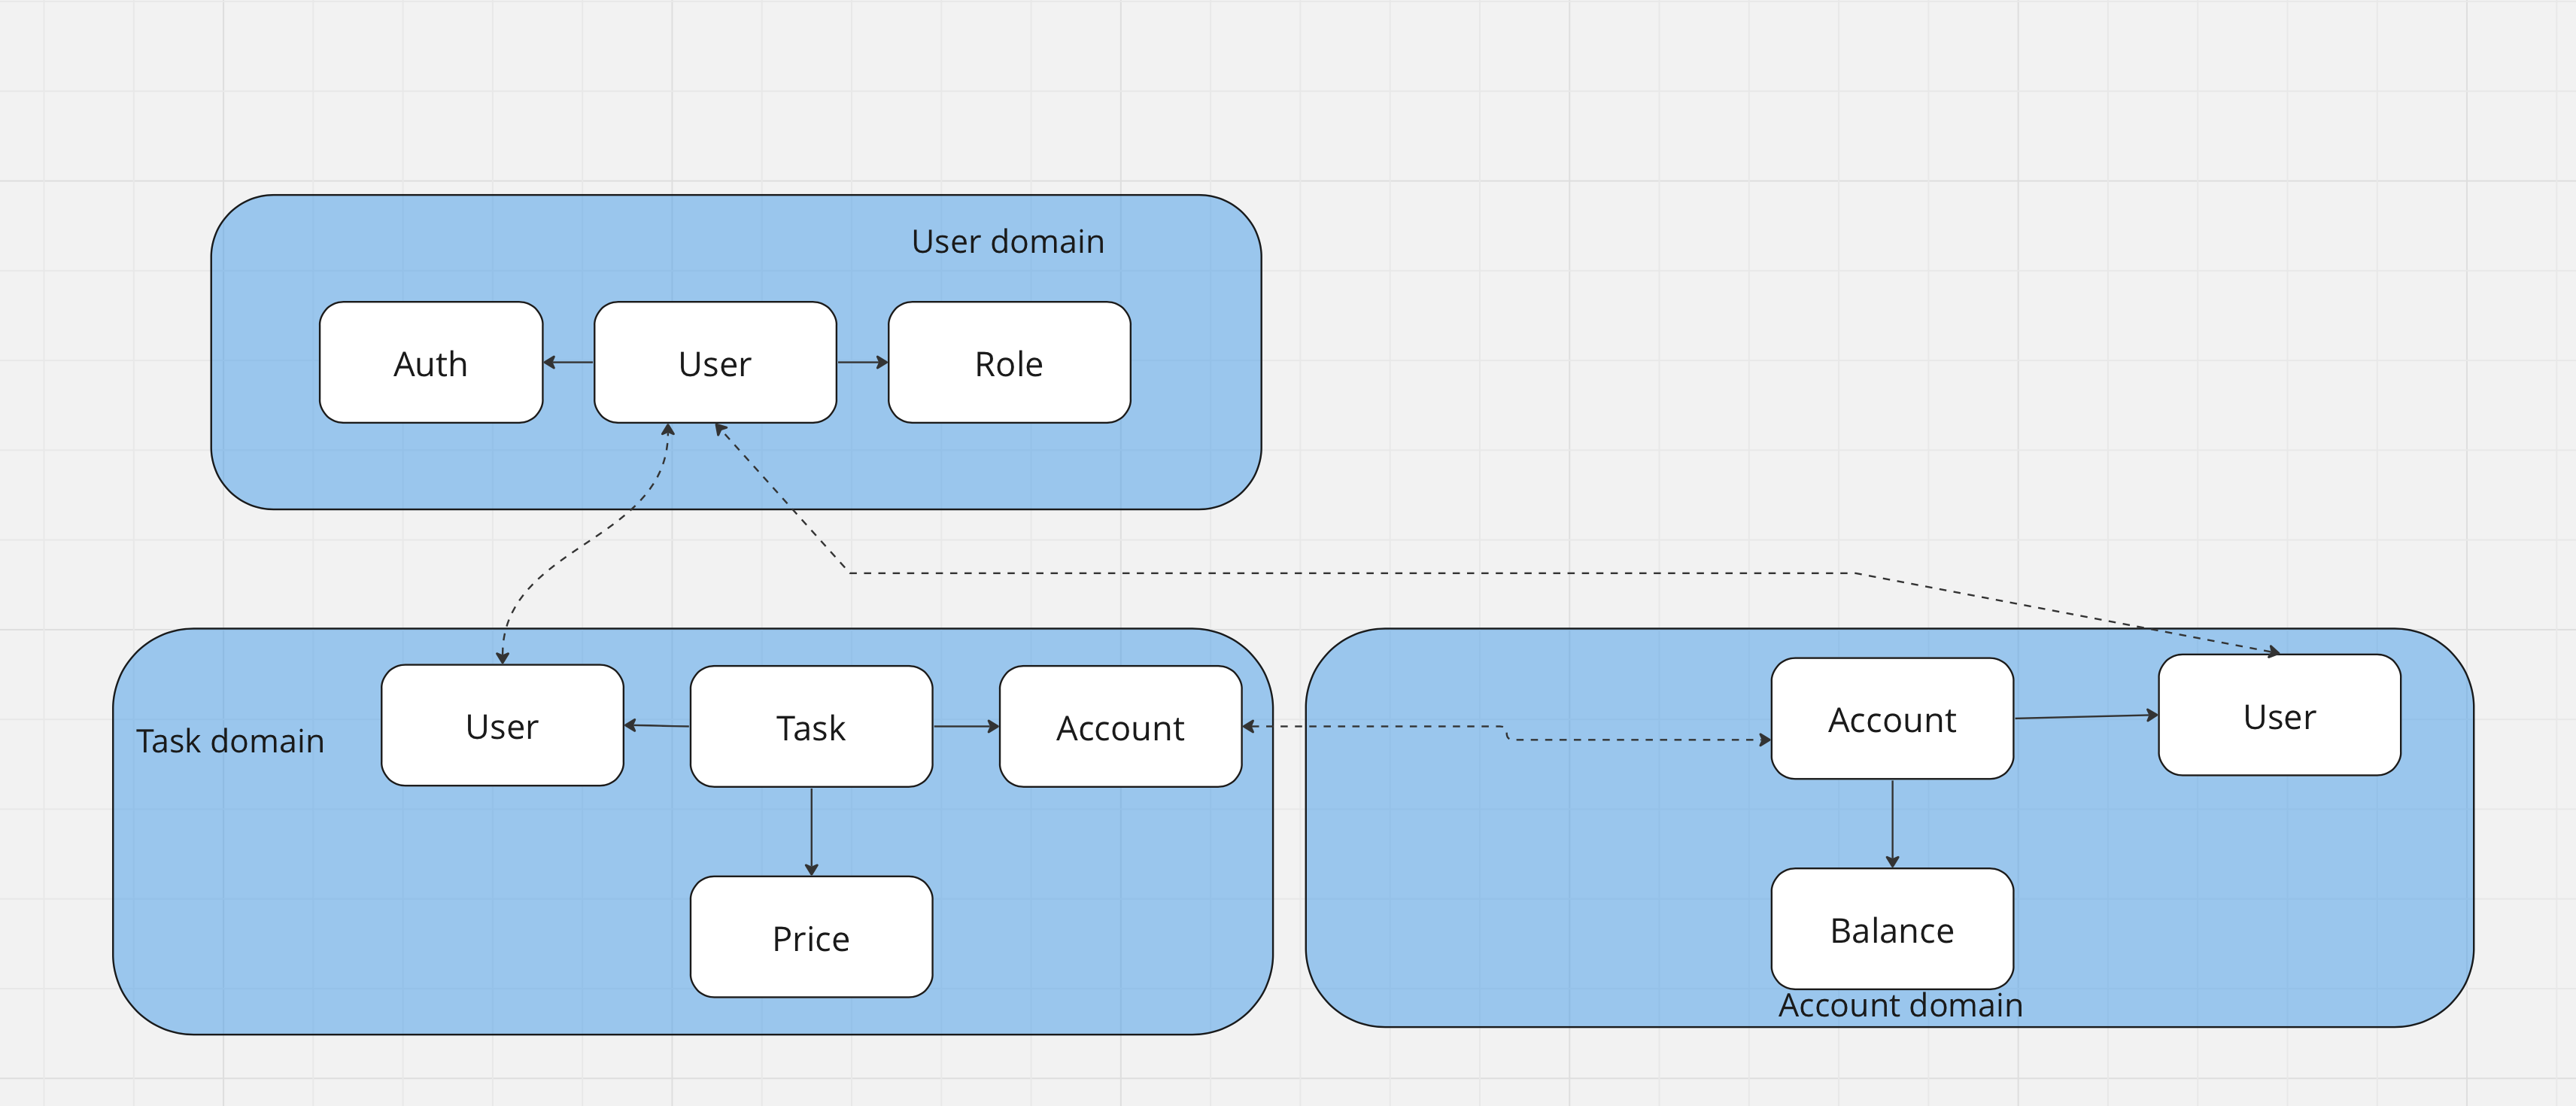 User domain
Auth
User
Role
Task domain
User
Task
Account
Price
Account
User
Balance
Account domain